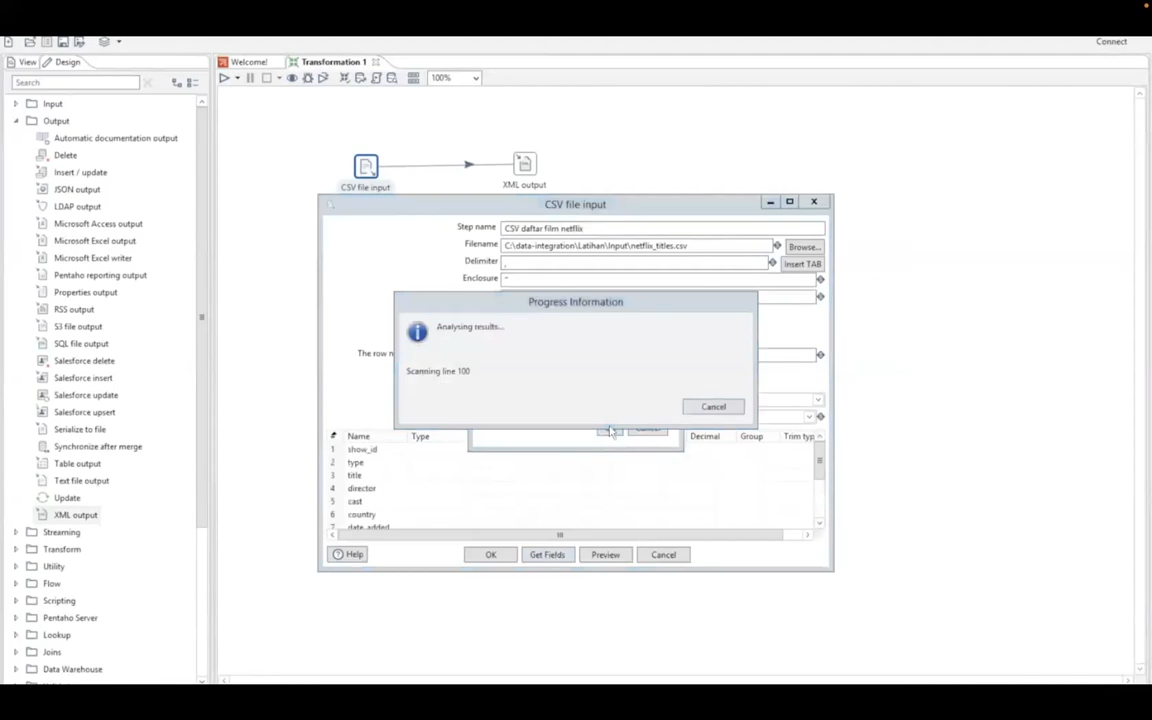 Connect
View
Design
Welcome!
Transformation 1
Search
100%
Input
Output
Automatic documentation output
Delete
Insert / update
JSON output
LDAP output
Microsoft Access output
Microsoft Excel output
Microsoft Excel writer
Pentaho reporting output
Properties output
RSS output
S3 file output
SQL file output
Salesforce delete
Salesforce insert
Salesforce update
Salesforce upsert
Serialize to file
Synchronize after merge
Table output
Text file output
Update
XML output
Streaming
Transform
Utility
Flow
Scripting
Pentaho Server
Lookup
Joins
Data Warehouse
CSV file input
XML output
CSV file input
Step name CSV daftar film netflix
Filename C:\data-integration\Latihan\Input\netflix_titles.csv Browse...
Delimiter , Insert TAB
Enclosure "
Progress Information
Analysing results...
The row n
Scanning line 100
Cancel
Name Type Decimal Group Trim typ
1 show_id
2 type
3 title
4 director
5 cast
6 country
7 date_added
Help OK Get Fields Preview Cancel